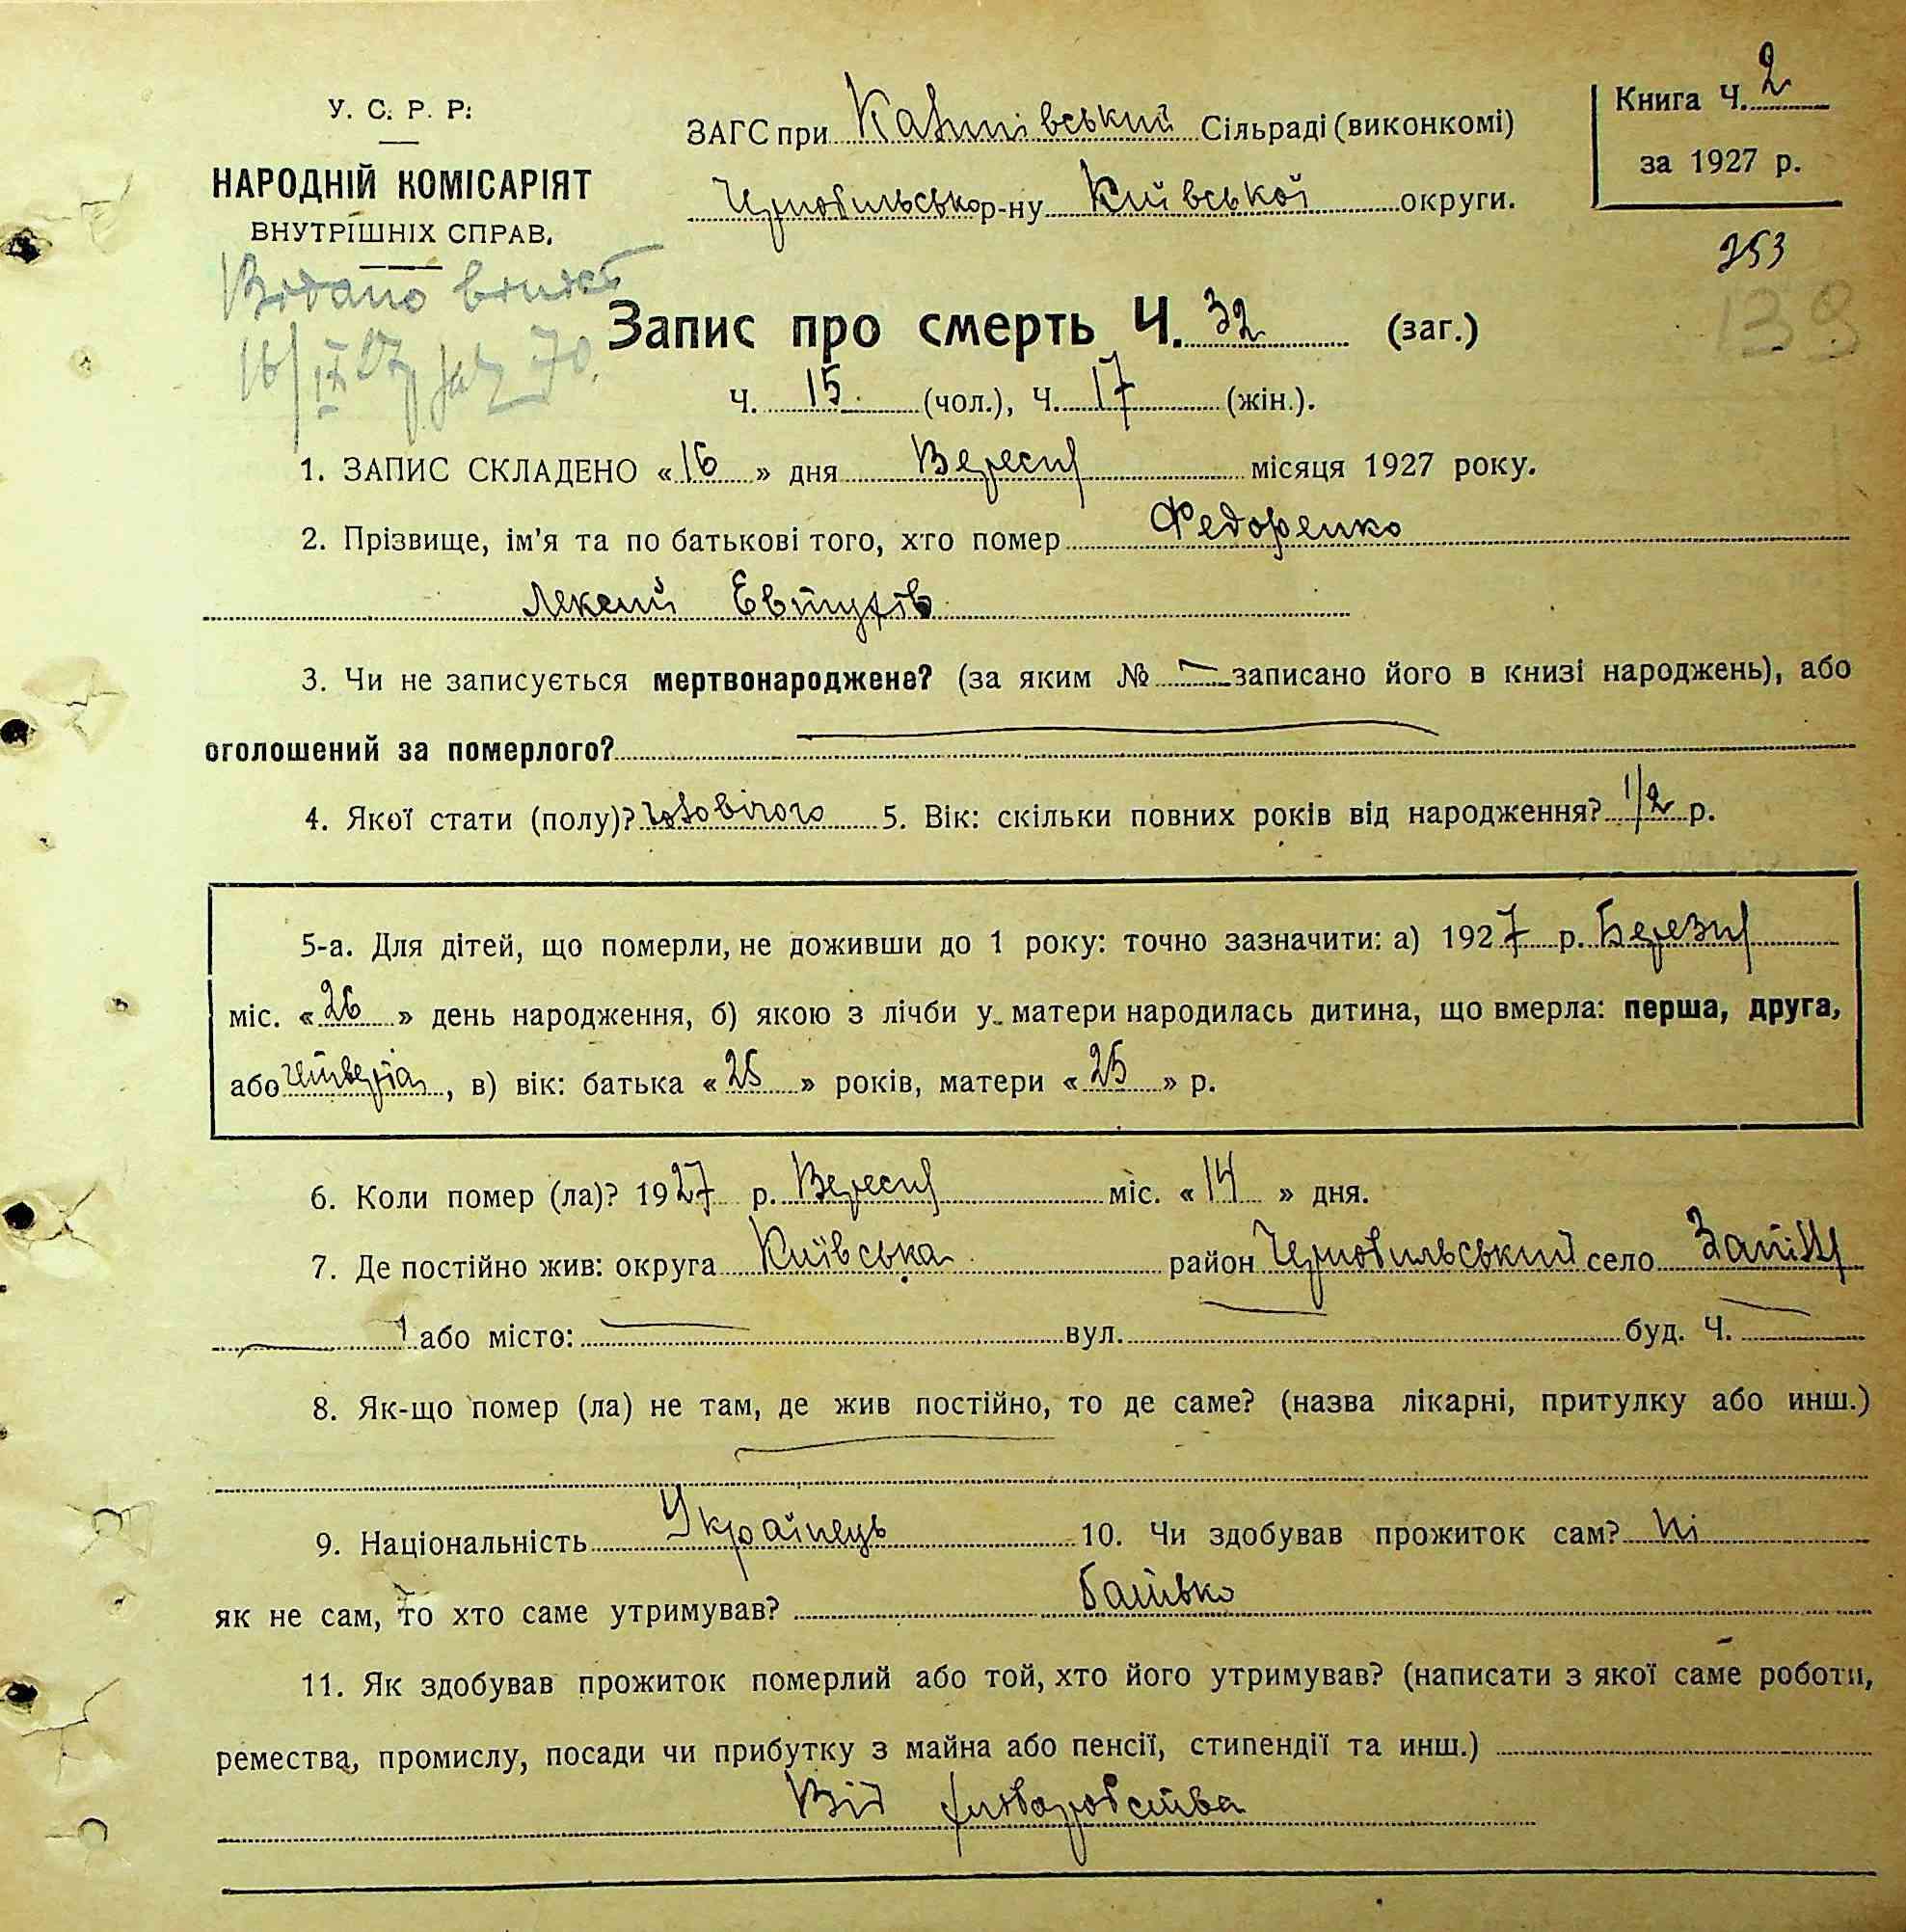 У. С. Р. Р.
НАРОДНІЙ КОМІСАРІЯТ
ВНУТРІШНІХ СПРАВ.
ЗАГС при Сільраді (виконкомі)
Чорнобильсько р-ну Київської округи.
Книга Ч. 2
за 1927 р.
253
139
Видано
16/IX 27 70
Запис про смерть Ч. 32 (заг.)
Ч. 15 (чол.), Ч. 17 (жін.).
1. ЗАПИС СКЛАДЕНО «16» дня Вересня місяця 1927 року.
2. Прізвище, ім'я та по батькові того, хто помер Федоренко
Лексій Евтухів
3. Чи не записується мертвонароджене? (за яким № — записано його в книзі народжень), або
оголошений за померлого? —
4. Якої стати (полу)? чоловічого 5. Вік: скільки повних років від народження? 1/2 р.
5-а. Для дітей, що померли, не доживши до 1 року: точно зазначити: а) 1927 р. Березня
міс. «26» день народження, б) якою з лічби у матери народилась дитина, що вмерла: перша, друга,
або четверта, в) вік: батька «25» років, матери «25» р.
6. Коли помер (ла)? 1927 р. Вересня міс. «14» дня.
7. Де постійно жив: округа Київська район Чорнобильський село
або місто: — вул. — буд. Ч. —
8. Як-що помер (ла) не там, де жив постійно, то де саме? (назва лікарні, притулку або инш.)
—
9. Національність Українець 10. Чи здобував прожиток сам? ні
як не сам, то хто саме утримував? батько
11. Як здобував прожиток померлий або той, хто його утримував? (написати з якої саме роботи,
ремества, промислу, посади чи прибутку з майна або пенсії, стипендії та инш.)
Від хліборобства